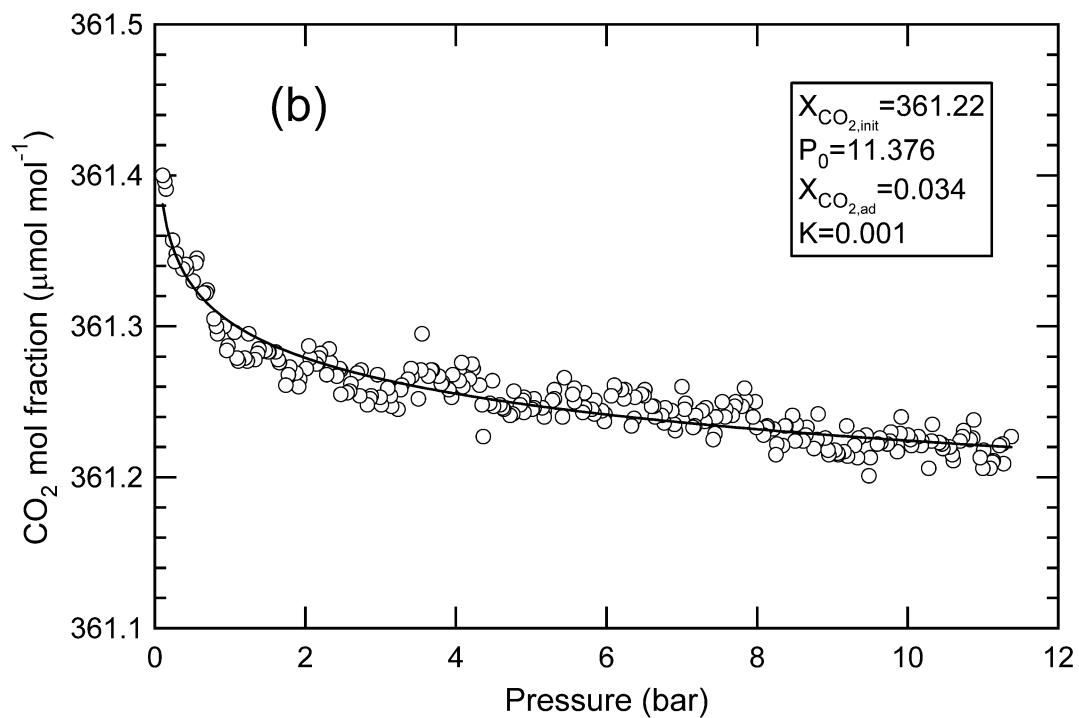 361.5
361.4
361.3
361.2
361.1
CO2 mol fraction (μmol mol-1)
(b)
XCO2,init=361.22
P0=11.376
XCO2,ad=0.034
K=0.001
0 2 4 6 8 10 12
Pressure (bar)